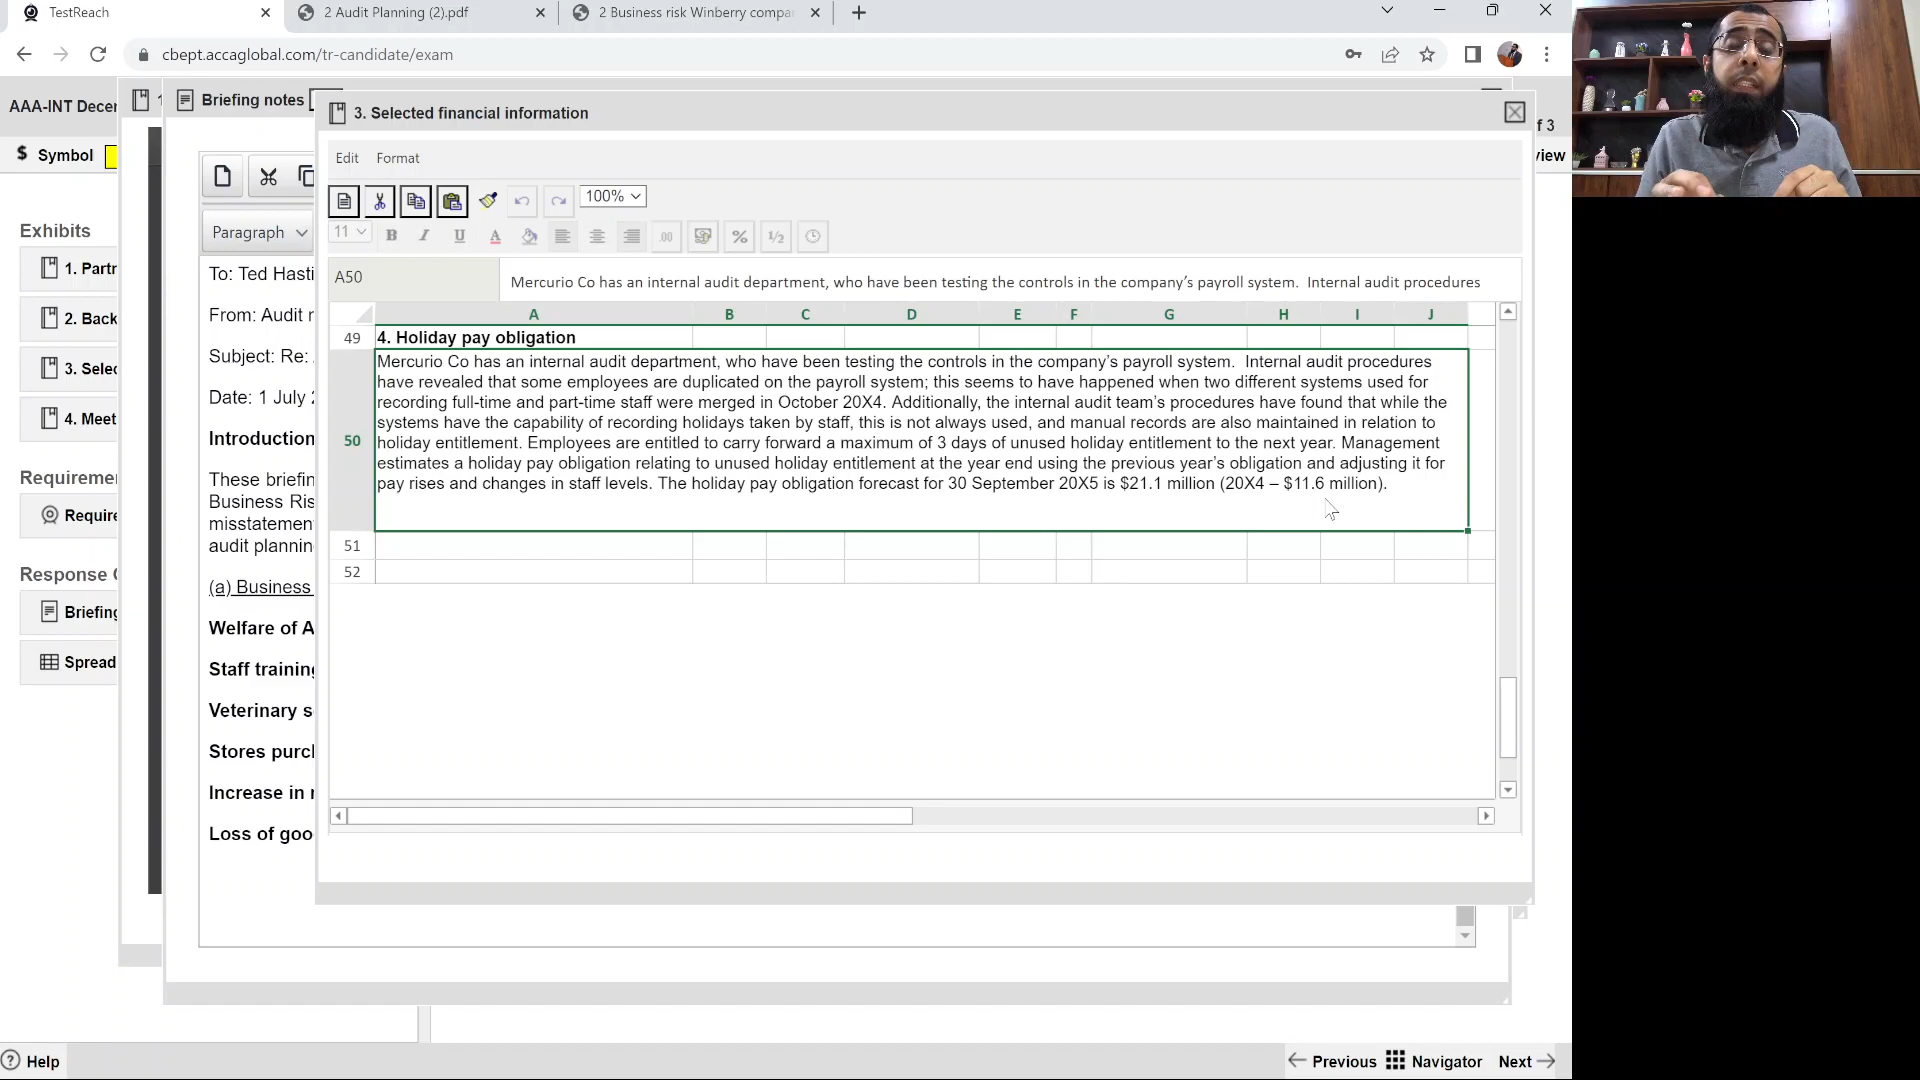 TestReach
2 Audit Planning (2).pdf
2 Business risk Winberry compa
cbept.accaglobal.com/tr-candidate/exam
AAA-INT Decem
Briefing notes
3. Selected financial information
f 3
$ Symbol
view
Edit Format
100%
Paragraph
11
Exhibits
1. Partr
2. Back
3. Selec
4. Meet
Requiremen
Require
Response O
Briefing
Spread
To: Ted Hasti
From: Audit m
Subject: Re:
Date: 1 July 2
Introduction
These briefin
Business Ris
misstatement
audit plannin
(a) Business
Welfare of A
Staff training
Veterinary s
Stores purch
Increase in r
Loss of goo
A50
Mercurio Co has an internal audit department, who have been testing the controls in the company's payroll system. Internal audit procedures
A B C D E F G H I J
49 4. Holiday pay obligation
Mercurio Co has an internal audit department, who have been testing the controls in the company's payroll system. Internal audit procedures
have revealed that some employees are duplicated on the payroll system; this seems to have happened when two different systems used for
recording full-time and part-time staff were merged in October 20X4. Additionally, the internal audit team's procedures have found that while the
systems have the capability of recording holidays taken by staff, this is not always used, and manual records are also maintained in relation to
50 holiday entitlement. Employees are entitled to carry forward a maximum of 3 days of unused holiday entitlement to the next year. Management
estimates a holiday pay obligation relating to unused holiday entitlement at the year end using the previous year's obligation and adjusting it for
pay rises and changes in staff levels. The holiday pay obligation forecast for 30 September 20X5 is $21.1 million (20X4 – $11.6 million).
51
52
Help
Previous Navigator Next